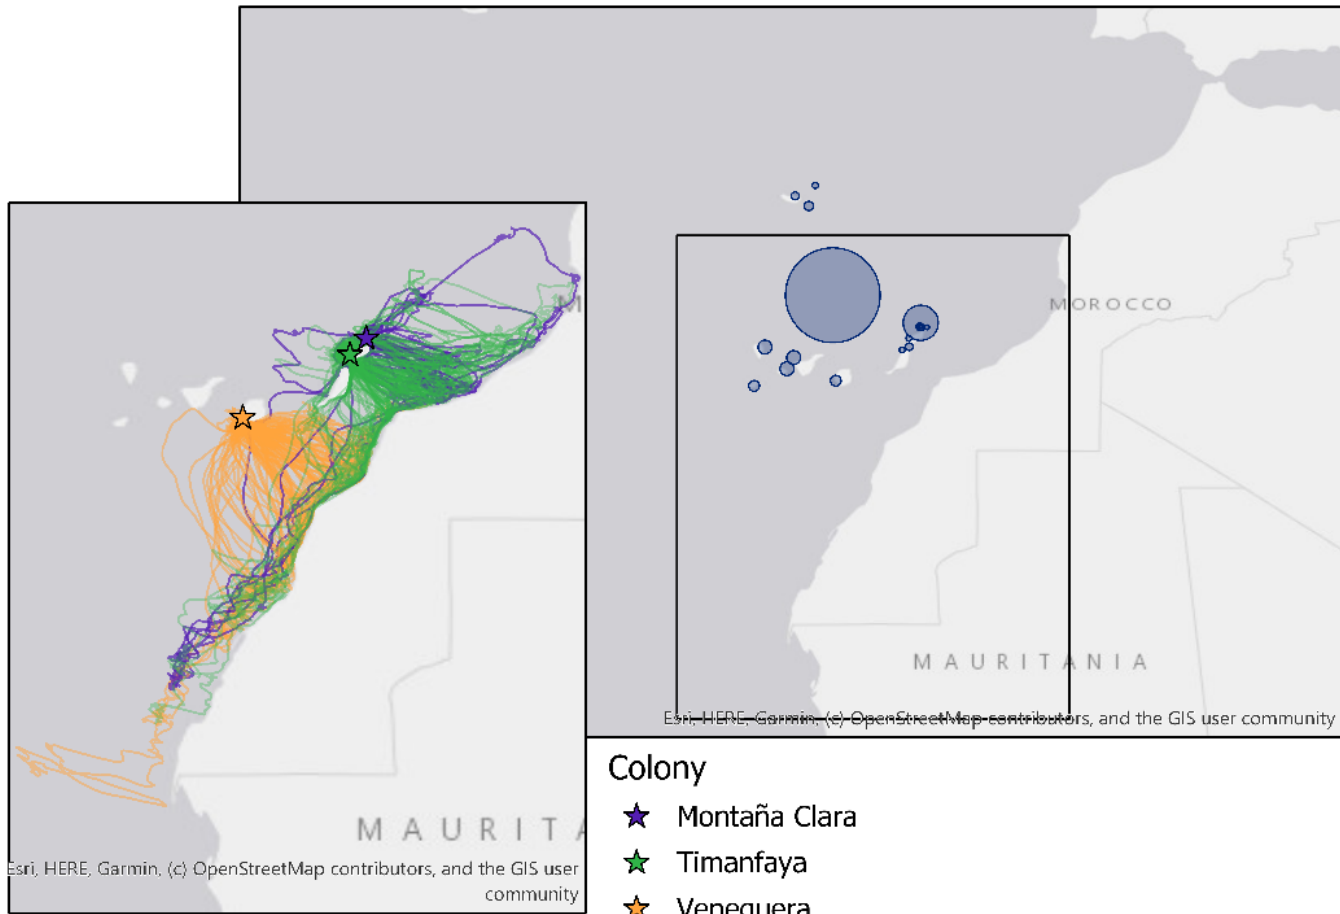 MOROCCO
MAURITANIA
Esri, HERE, Garmin, (c) OpenStreetMap contributors, and the GIS user community
M
MAURITA
Esri, HERE, Garmin, (c) OpenStreetMap contributors, and the GIS user
community
Colony
Montaña Clara
Timanfaya
Veneguera